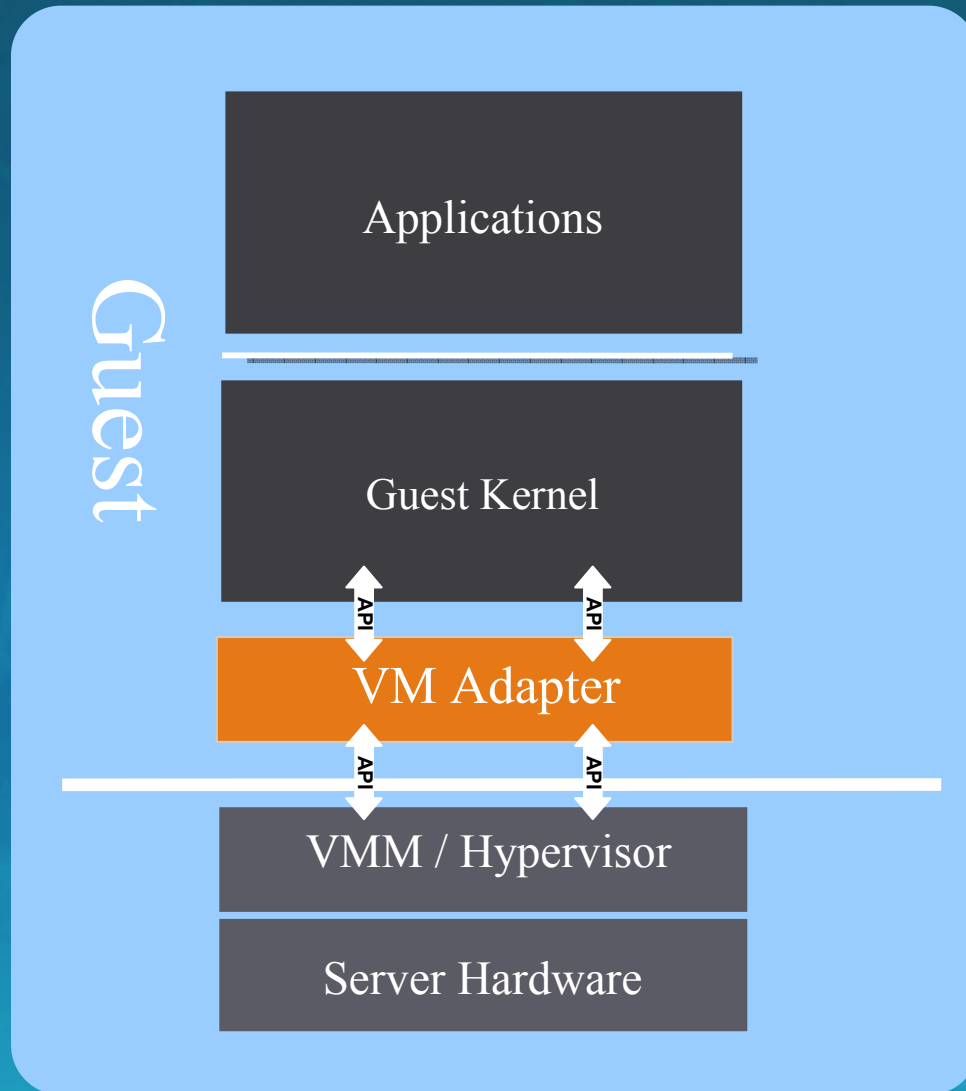 Applications
Guest
Guest Kernel
API
API
VM Adapter
API
API
VMM / Hypervisor
Server Hardware